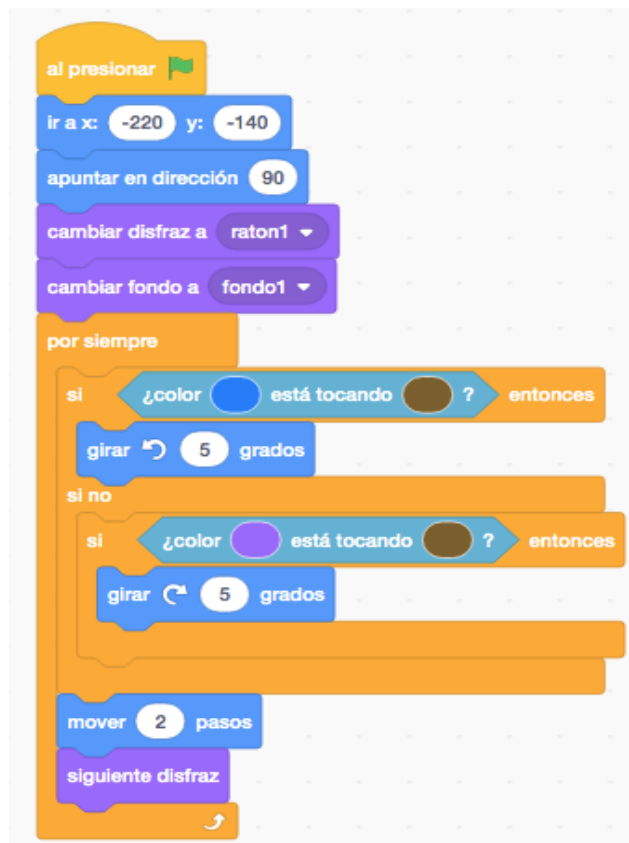 al presionar
ir a x: -220 y: -140
apuntar en dirección 90
cambiar disfraz a raton1
cambiar fondo a fondo1
por siempre
si ¿color está tocando ? entonces
girar 5 grados
si no
si ¿color está tocando ? entonces
girar 5 grados
mover 2 pasos
siguiente disfraz